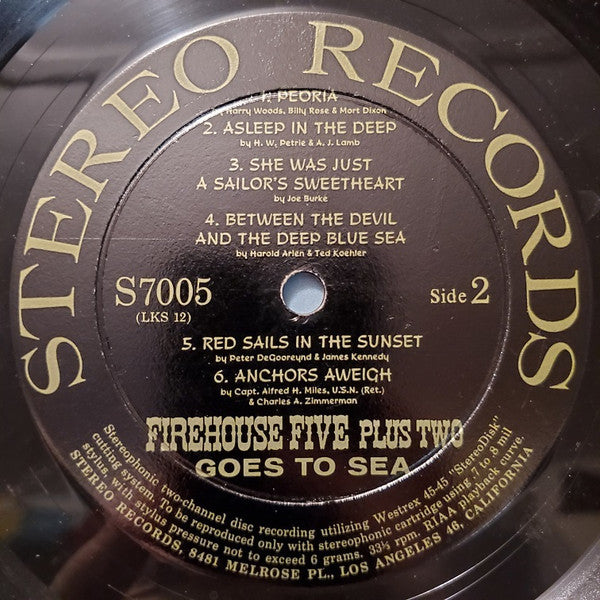 STEREO RECORDS
1. PEORIA
by Harry Woods, Billy Rose & Mort Dixon
2. ASLEEP IN THE DEEP
by H. W. Petrie & A. J. Lamb
3. SHE WAS JUST
A SAILOR'S SWEETHEART
by Joe Burke
4. BETWEEN THE DEVIL
AND THE DEEP BLUE SEA
by Harold Arlen & Ted Koehler
S7005
(LKS 12)
Side 2
5. RED SAILS IN THE SUNSET
by Peter DeGooreynd & James Kennedy
6. ANCHORS AWEIGH
by Capt. Alfred H. Miles, U.S.N. (Ret.)
& Charles A. Zimmerman
FIREHOUSE FIVE PLUS TWO
GOES TO SEA
Stereophonic two-channel disc recording utilizing Westrex 45-45 "StereoDisk"
cutting system. To be reproduced only with stereophonic cartridge using .7 to .8 mil
stylus, with stylus pressure not to exceed 6 grams. 33⅓ rpm. RIAA playback curve.
STEREO RECORDS, 8481 MELROSE PL., LOS ANGELES 46, CALIFORNIA